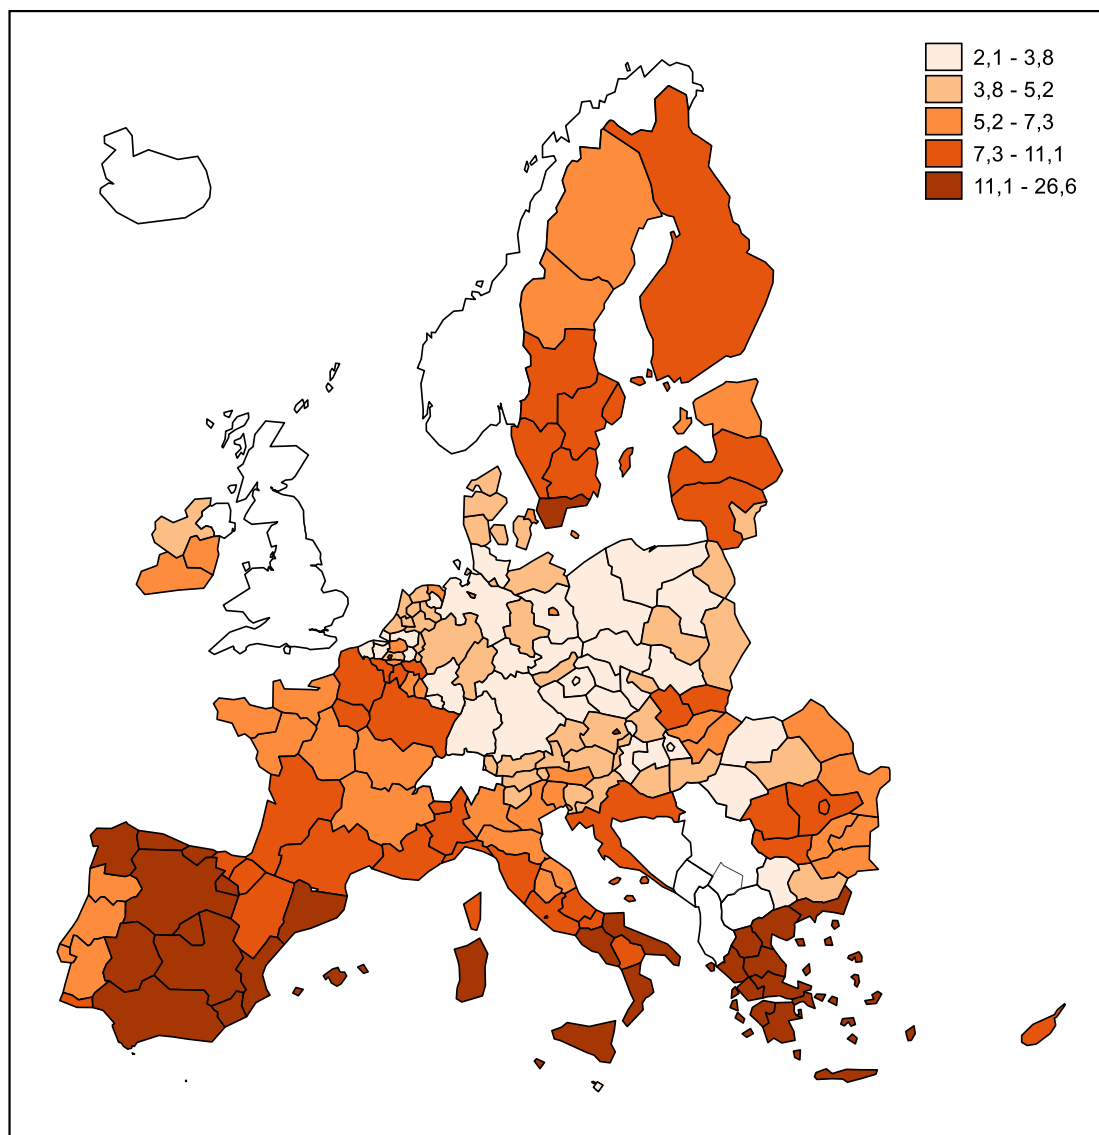 2,1 - 3,8
3,8 - 5,2
5,2 - 7,3
7,3 - 11,1
11,1 - 26,6